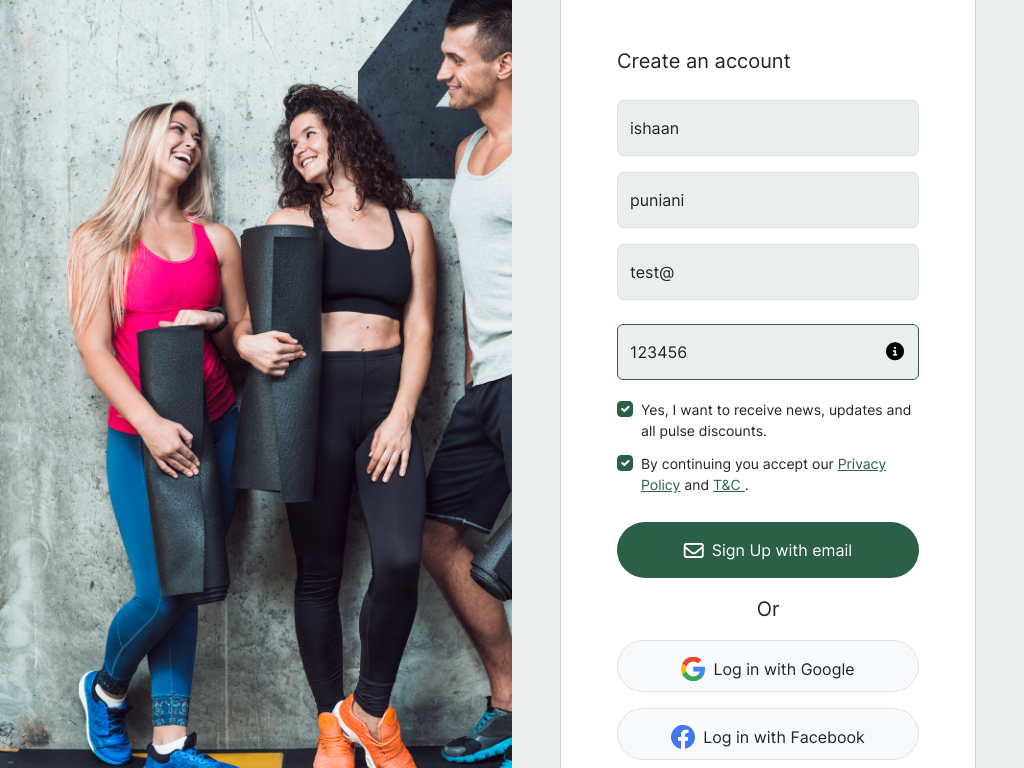 Create an account
ishaan
puniani
test@
123456
Yes, I want to receive news, updates and
all pulse discounts.
By continuing you accept our Privacy
Policy and T&C .
Sign Up with email
Or
Log in with Google
Log in with Facebook